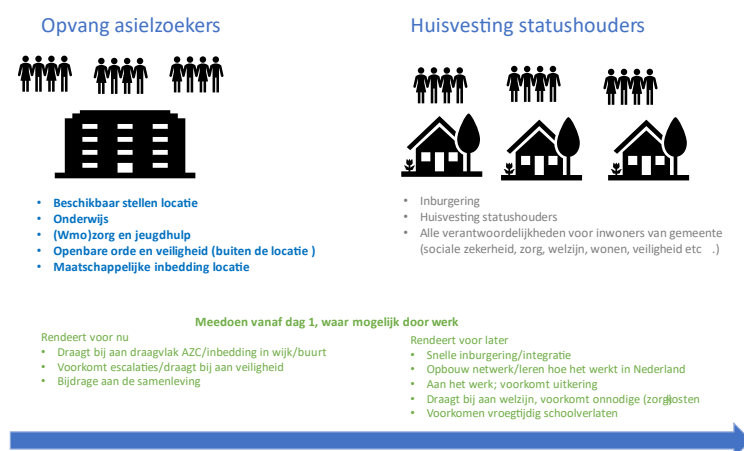 Opvang asielzoekers
• Beschikbaar stellen locatie
• Onderwijs
• (Wmo)zorg en jeugdhulp
• Openbare orde en veiligheid (buiten de locatie )
• Maatschappelijke inbedding locatie
Huisvesting statushouders
• Inburgering
• Huisvesting statushouders
• Alle verantwoordelijkheden voor inwoners van gemeente
(sociale zekerheid, zorg, welzijn, wonen, veiligheid etc .)
Meedoen vanaf dag 1, waar mogelijk door werk
Rendeert voor nu
• Draagt bij aan draagvlak AZC/inbedding in wijk/buurt
• Voorkomt escalaties/draagt bij aan veiligheid
• Bijdrage aan de samenleving
Rendeert voor later
• Snelle inburgering/integratie
• Opbouw netwerk/leren hoe het werkt in Nederland
• Aan het werk; voorkomt uitkering
• Draagt bij aan welzijn, voorkomt onnodige (zorg)kosten
• Voorkomen vroegtijdig schoolverlaten